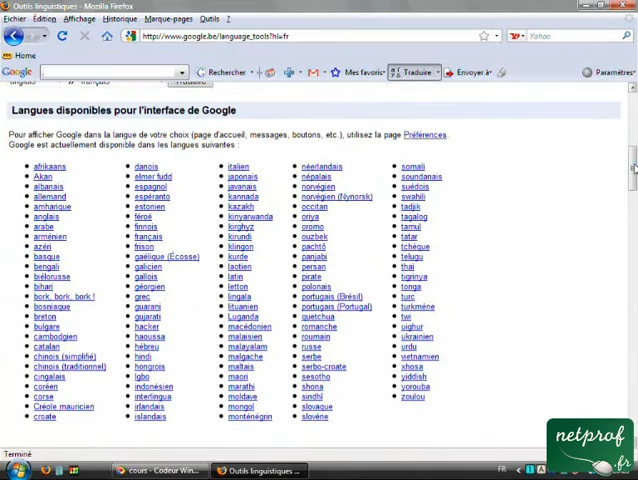 Outils linguistiques - Mozilla Firefox
Fichier Édition Affichage Historique Marque-pages Outils ?
http://www.google.be/language_tools?hl=fr
Yahoo
Home
Google
Rechercher
Mes favoris
Traduire
Envoyer à
Paramètres
Langues disponibles pour l'interface de Google
Pour afficher Google dans la langue de votre choix (page d'accueil, messages, boutons, etc.), utilisez la page Préférences.
Google est actuellement disponible dans les langues suivantes :
afrikaans
Akan
albanais
allemand
amharique
anglais
arabe
arménien
azéri
basque
bengali
biélorusse
bihari
bork, bork, bork !
bosniaque
breton
bulgare
cambodgien
catalan
chinois (simplifié)
chinois (traditionnel)
cingalais
coréen
corse
Créole mauricien
croate
danois
elmer fudd
espagnol
espéranto
estonien
féroé
finnois
français
frison
gaélique (Écosse)
galicien
gallois
géorgien
grec
guarani
gujarati
hacker
haoussa
hébreu
hindi
hongrois
Igbo
indonésien
interlingua
irlandais
islandais
italien
japonais
javanais
kannada
kazakh
kinyarwanda
kirghyz
kirundi
klingon
kurde
laotien
latin
letton
lingala
lituanien
Luganda
macédonien
malaisien
malayalam
malgache
maltais
maori
marathi
moldave
mongol
monténégrin
néerlandais
népalais
norvégien
norvégien (Nynorsk)
occitan
oriya
oromo
ouzbek
pachtô
panjabi
persan
pirate
polonais
portugais (Brésil)
portugais (Portugal)
quetchua
romanche
roumain
russe
serbe
serbo-croate
sesotho
shona
sindhî
slovaque
slovène
somali
soundanais
suédois
swahili
tadjik
tagalog
tamul
tatar
tchèque
telugu
thai
tigrinya
tonga
turc
turkmène
twi
uighur
ukrainien
urdu
vietnamien
xhosa
yiddish
yorouba
zoulou
Terminé
cours - Codeur Win...
Outils linguistiques ...
FR
netprof
.fr